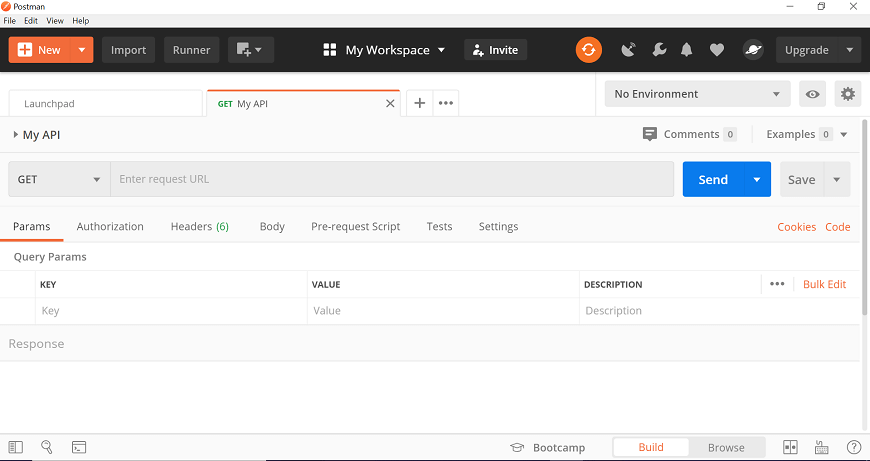 Postman
File Edit View Help
New Import Runner My Workspace Invite Upgrade
Launchpad GET My API No Environment
My API Comments 0 Examples 0
GET Enter request URL Send Save
Params Authorization Headers (6) Body Pre-request Script Tests Settings Cookies Code
Query Params
KEY VALUE DESCRIPTION Bulk Edit
Key Value Description
Response
Bootcamp Build Browse